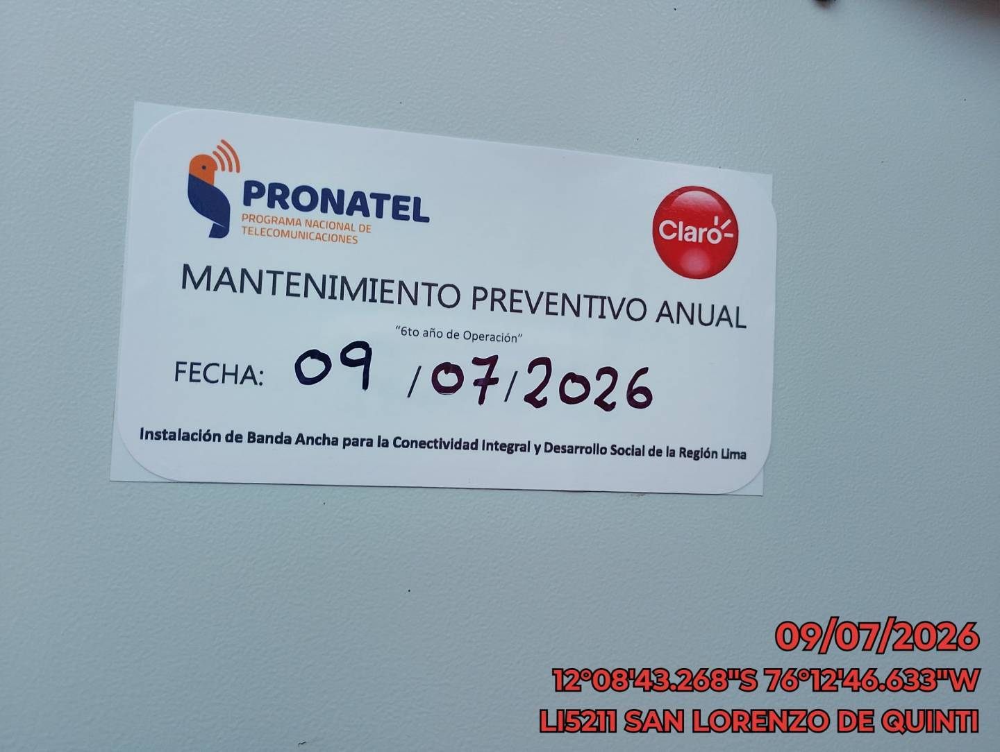 PRONATEL
PROGRAMA NACIONAL DE
TELECOMUNICACIONES
Claro
MANTENIMIENTO PREVENTIVO ANUAL
“6to año de Operación”
FECHA: 09/07/2026
Instalación de Banda Ancha para la Conectividad Integral y Desarrollo Social de la Región Lima
09/07/2026
12°08'43.268"S 76°12'46.633"W
LI5211 SAN LORENZO DE QUINTI